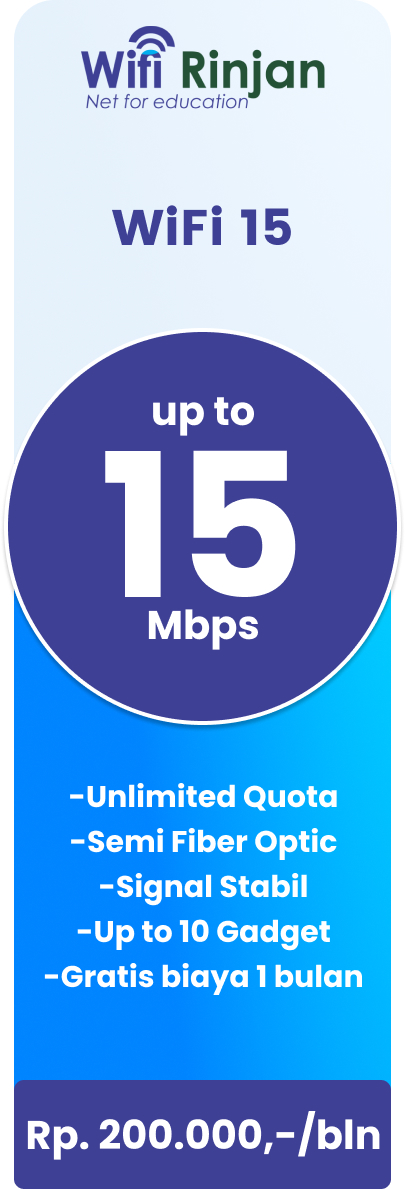 Wifi Rinjan
Net for education
WiFi 15
up to
15
Mbps
-Unlimited Quota
-Semi Fiber Optic
-Signal Stabil
-Up to 10 Gadget
-Gratis biaya 1 bulan
Rp. 200.000,-/bln